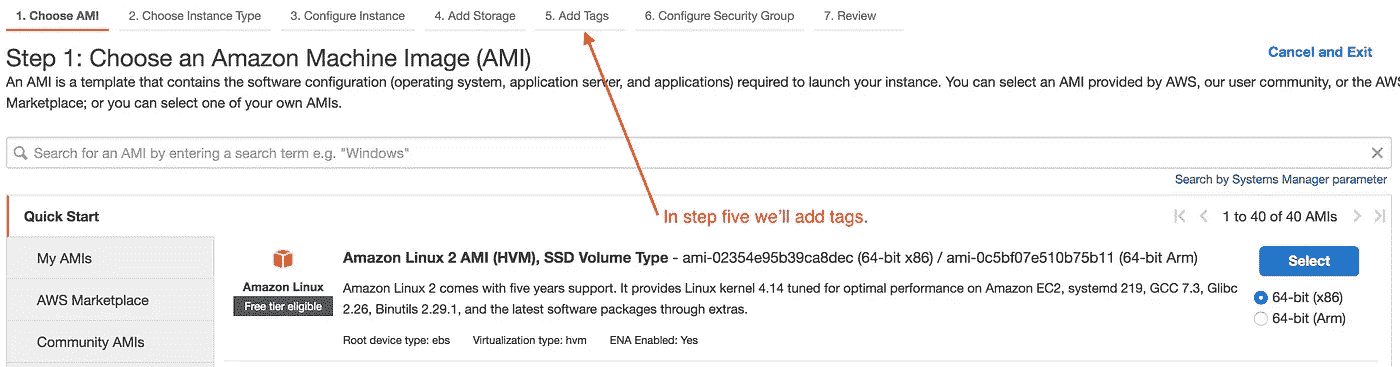 1. Choose AMI 2. Choose Instance Type 3. Configure Instance 4. Add Storage 5. Add Tags 6. Configure Security Group 7. Review
Step 1: Choose an Amazon Machine Image (AMI)
Cancel and Exit
An AMI is a template that contains the software configuration (operating system, application server, and applications) required to launch your instance. You can select an AMI provided by AWS, our user community, or the AWS
Marketplace; or you can select one of your own AMIs.
Search for an AMI by entering a search term e.g. "Windows"
Search by Systems Manager parameter
In step five we'll add tags.
Quick Start
1 to 40 of 40 AMIs
My AMIs
AWS Marketplace
Community AMIs
Amazon Linux
Free tier eligible
Amazon Linux 2 AMI (HVM), SSD Volume Type - ami-02354e95b39ca8dec (64-bit x86) / ami-0c5bf07e510b75b11 (64-bit Arm)
Amazon Linux 2 comes with five years support. It provides Linux kernel 4.14 tuned for optimal performance on Amazon EC2, systemd 219, GCC 7.3, Glibc
2.26, Binutils 2.29.1, and the latest software packages through extras.
Root device type: ebs Virtualization type: hvm ENA Enabled: Yes
Select
64-bit (x86)
64-bit (Arm)